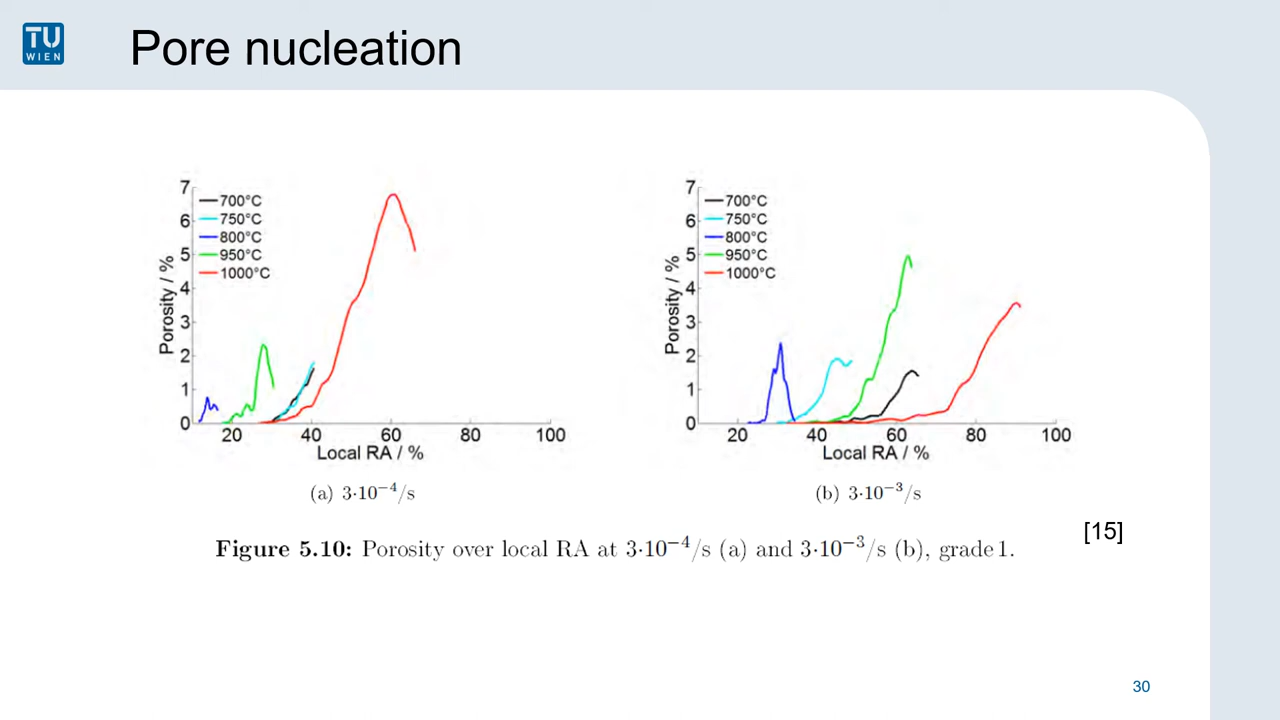 TU
WIEN
Pore nucleation
7
6
5
4
3
2
1
0
Porosity / %
700°C
750°C
800°C
950°C
1000°C
20 40 60 80 100
Local RA / %
(a) 3·10⁻⁴/s
7
6
5
4
3
2
1
0
Porosity / %
700°C
750°C
800°C
950°C
1000°C
20 40 60 80 100
Local RA / %
(b) 3·10⁻³/s
[15]
Figure 5.10: Porosity over local RA at 3·10⁻⁴/s (a) and 3·10⁻³/s (b), grade 1.
30